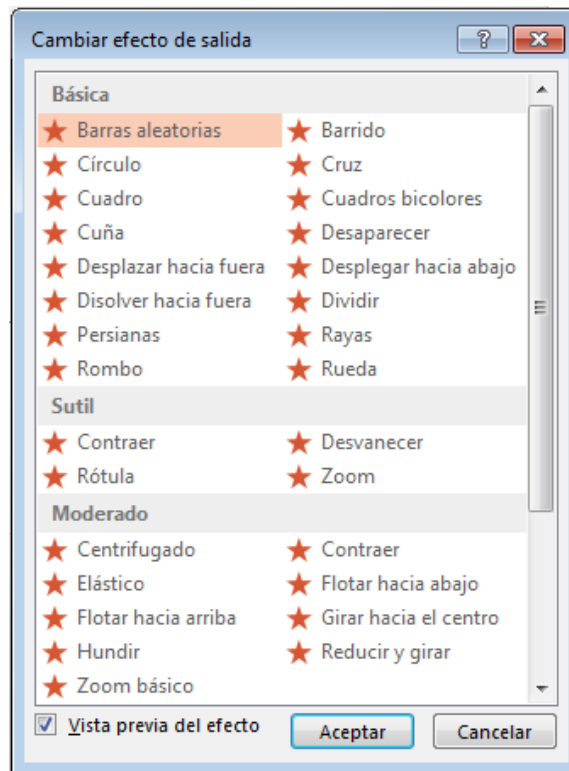 Cambiar efecto de salida
Básica
Barras aleatorias Barrido
Círculo Cruz
Cuadro Cuadros bicolores
Cuña Desaparecer
Desplazar hacia fuera Desplegar hacia abajo
Disolver hacia fuera Dividir
Persianas Rayas
Rombo Rueda
Sutil
Contraer Desvanecer
Rótula Zoom
Moderado
Centrifugado Contraer
Elástico Flotar hacia abajo
Flotar hacia arriba Girar hacia el centro
Hundir Reducir y girar
Zoom básico
Vista previa del efecto Aceptar Cancelar